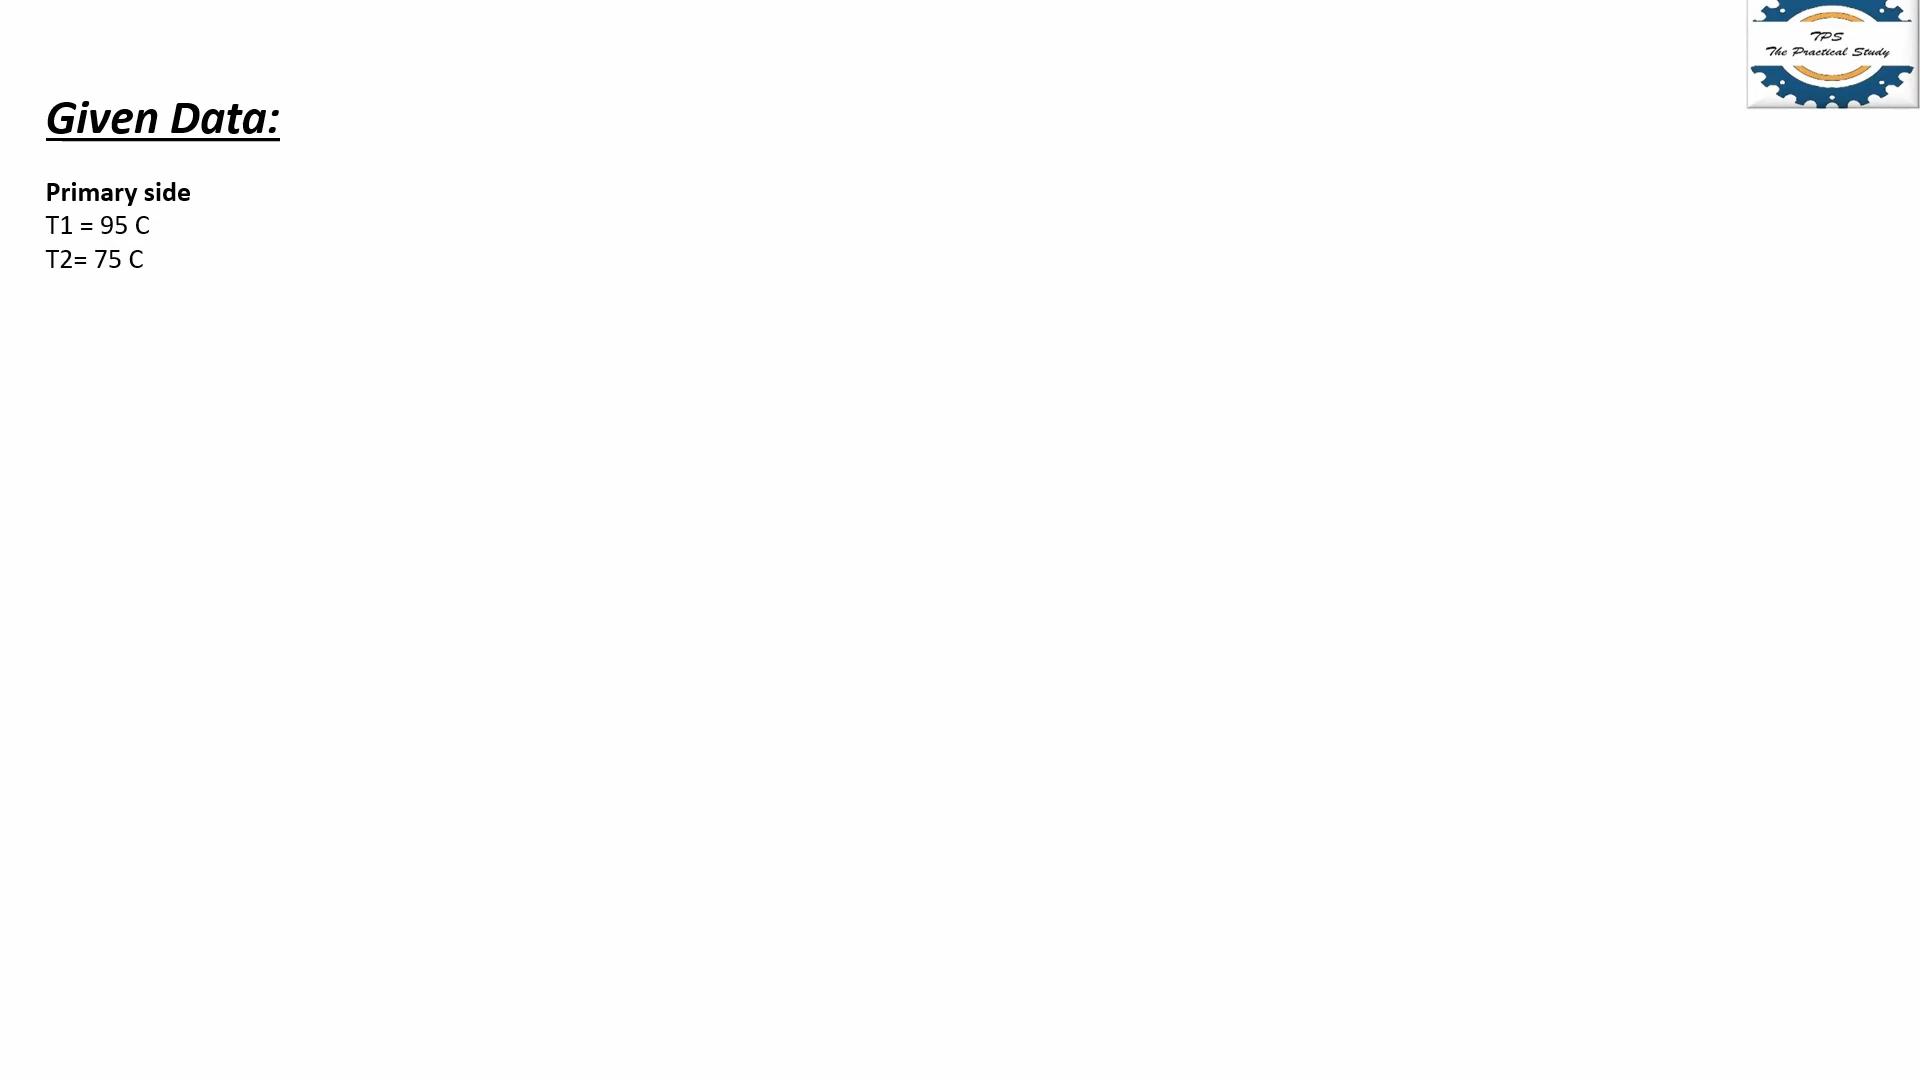 TPS
The Practical Study
Given Data:
Primary side
T1 = 95 C
T2= 75 C